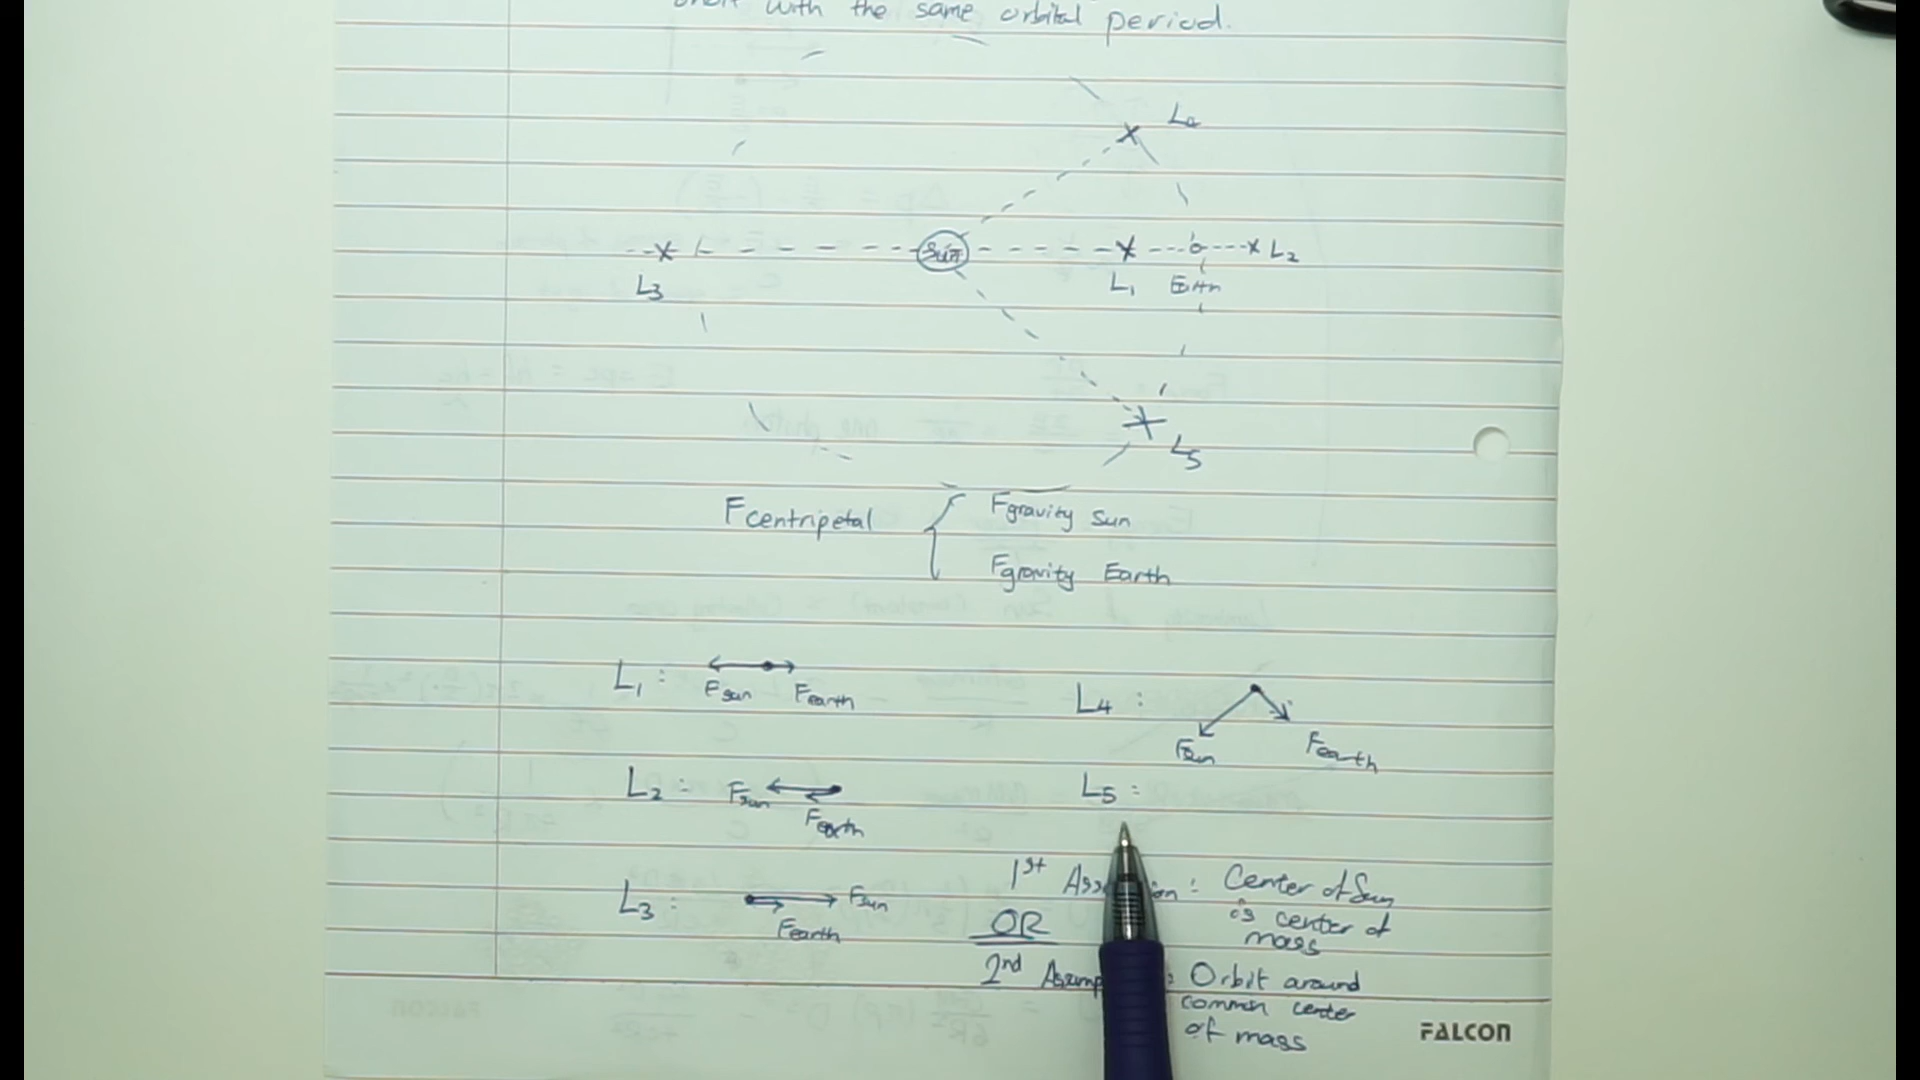 orbit with the same orbital period.
L4
L3
Sun
L1
Earth
L2
L5
Fcentripetal { Fgravity Sun
Fgravity Earth
L1 :
Fsun
Fearth
L2 :
Fsun
Fearth
L3 :
Fsun
Fearth
L4 :
Fsun
Fearth
L5 :
1st : Center of Sun
is center of
mass
OR
2nd : Orbit around
common center
of mass
FALCON